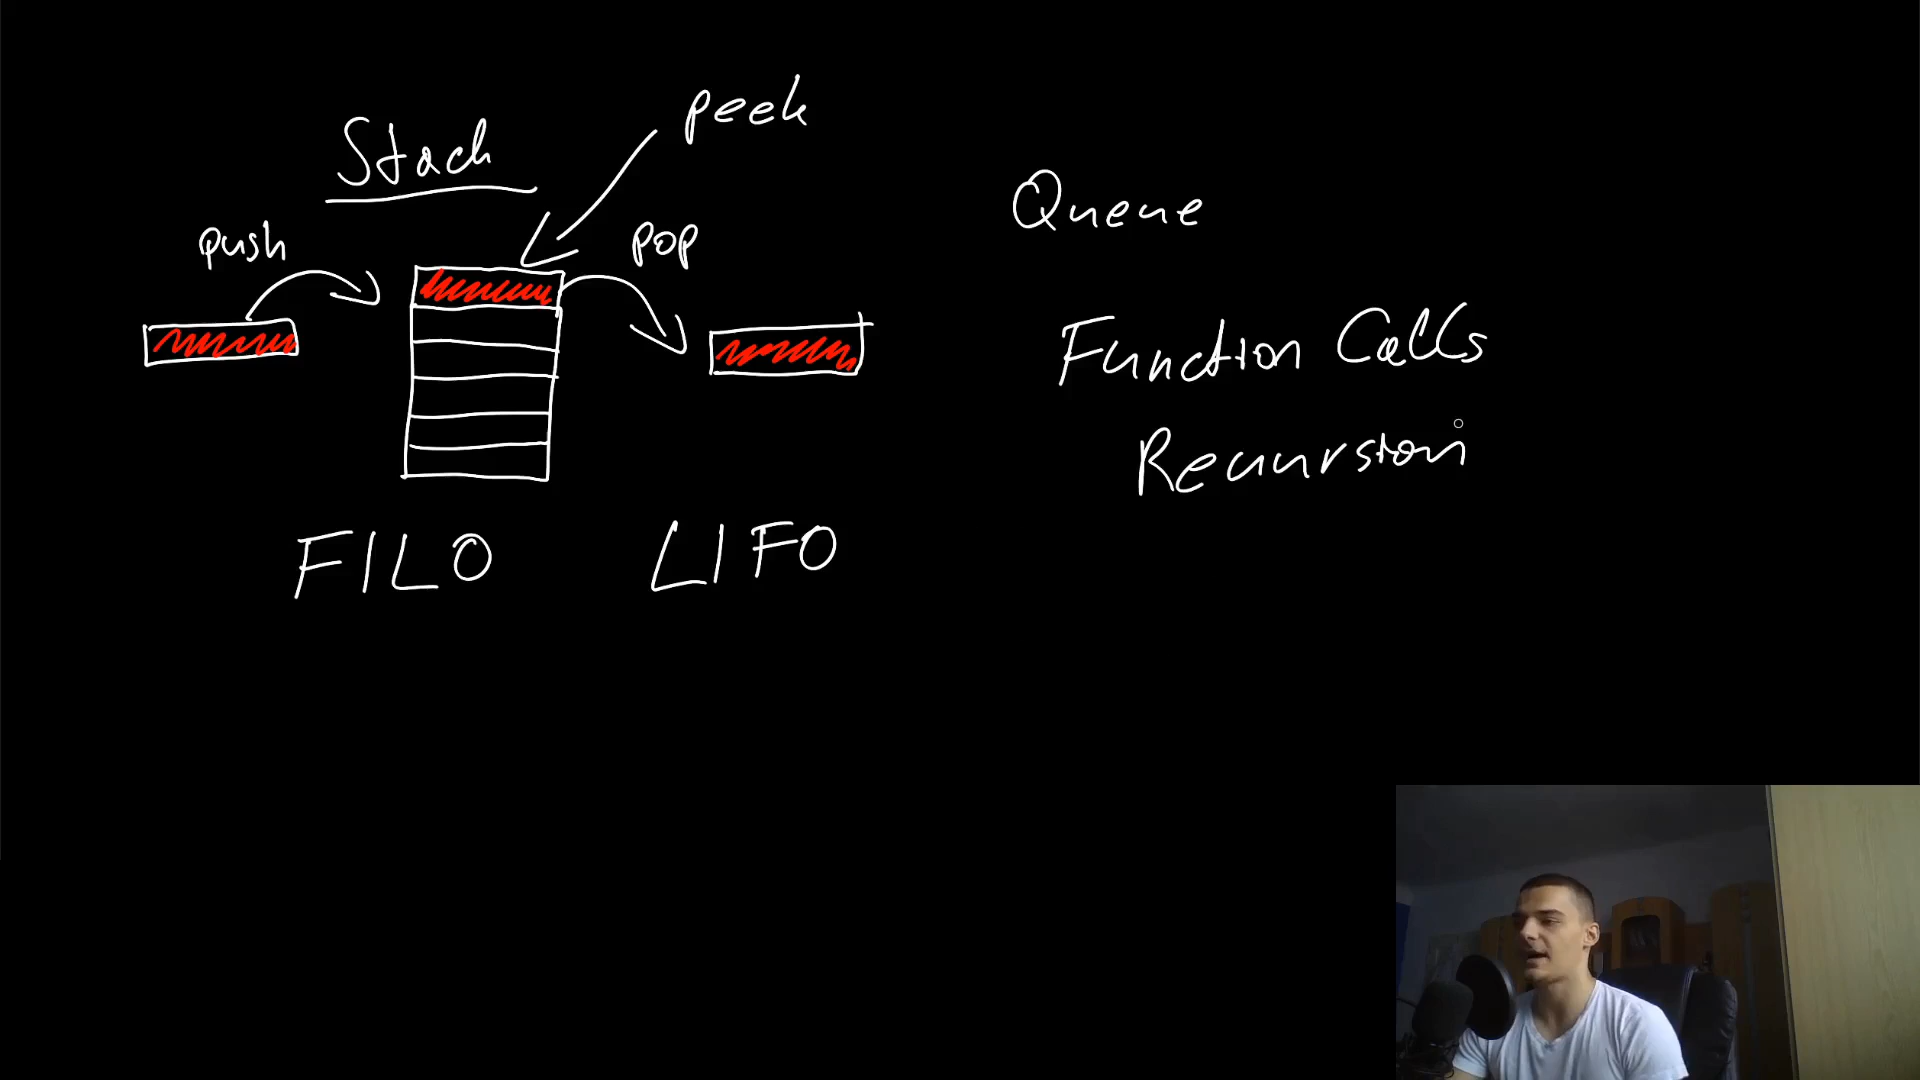 Stack
peek
push
pop
FILO
LIFO
Queue
Function Calls
Recursion